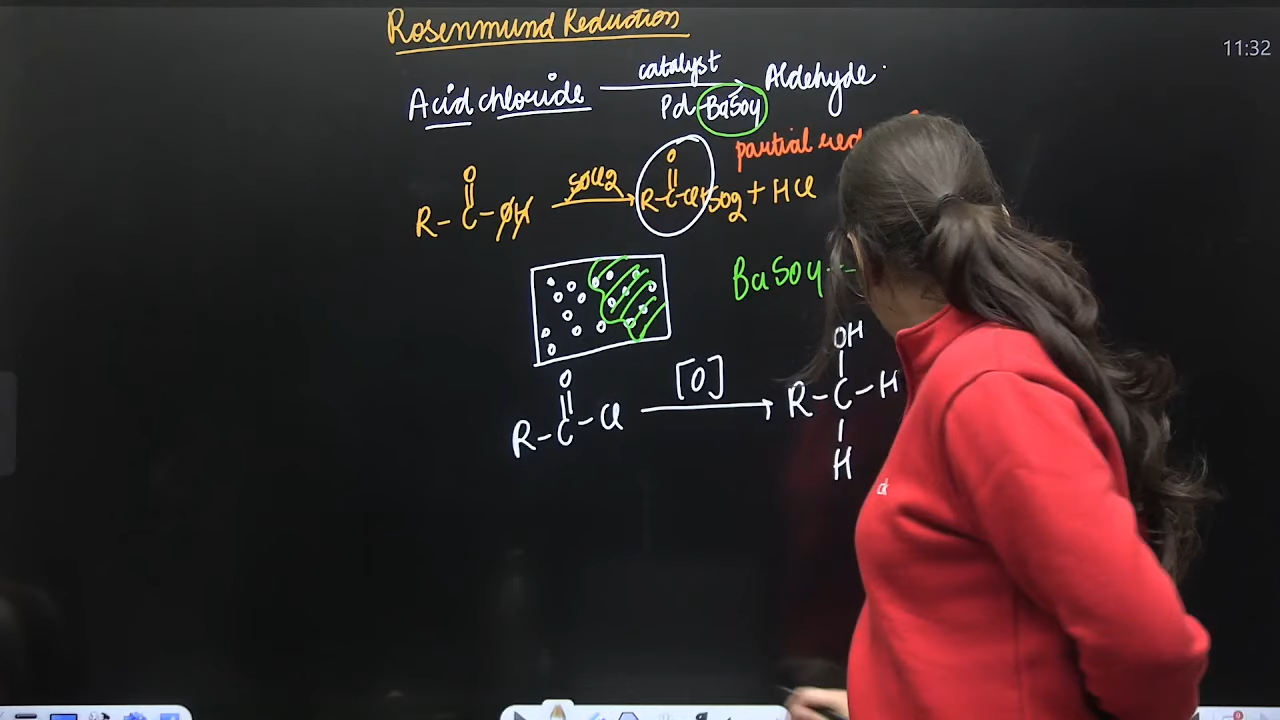 Rosenmund Reduction
11:32
Acid chloride catalyst Pd-BaSO4 Aldehyde.
partial red
R-C-OH SOCl2 R-C-Cl+SO2+HCl
O
O
BaSO4
O
R-C-Cl [O] R-C-H
OH
H